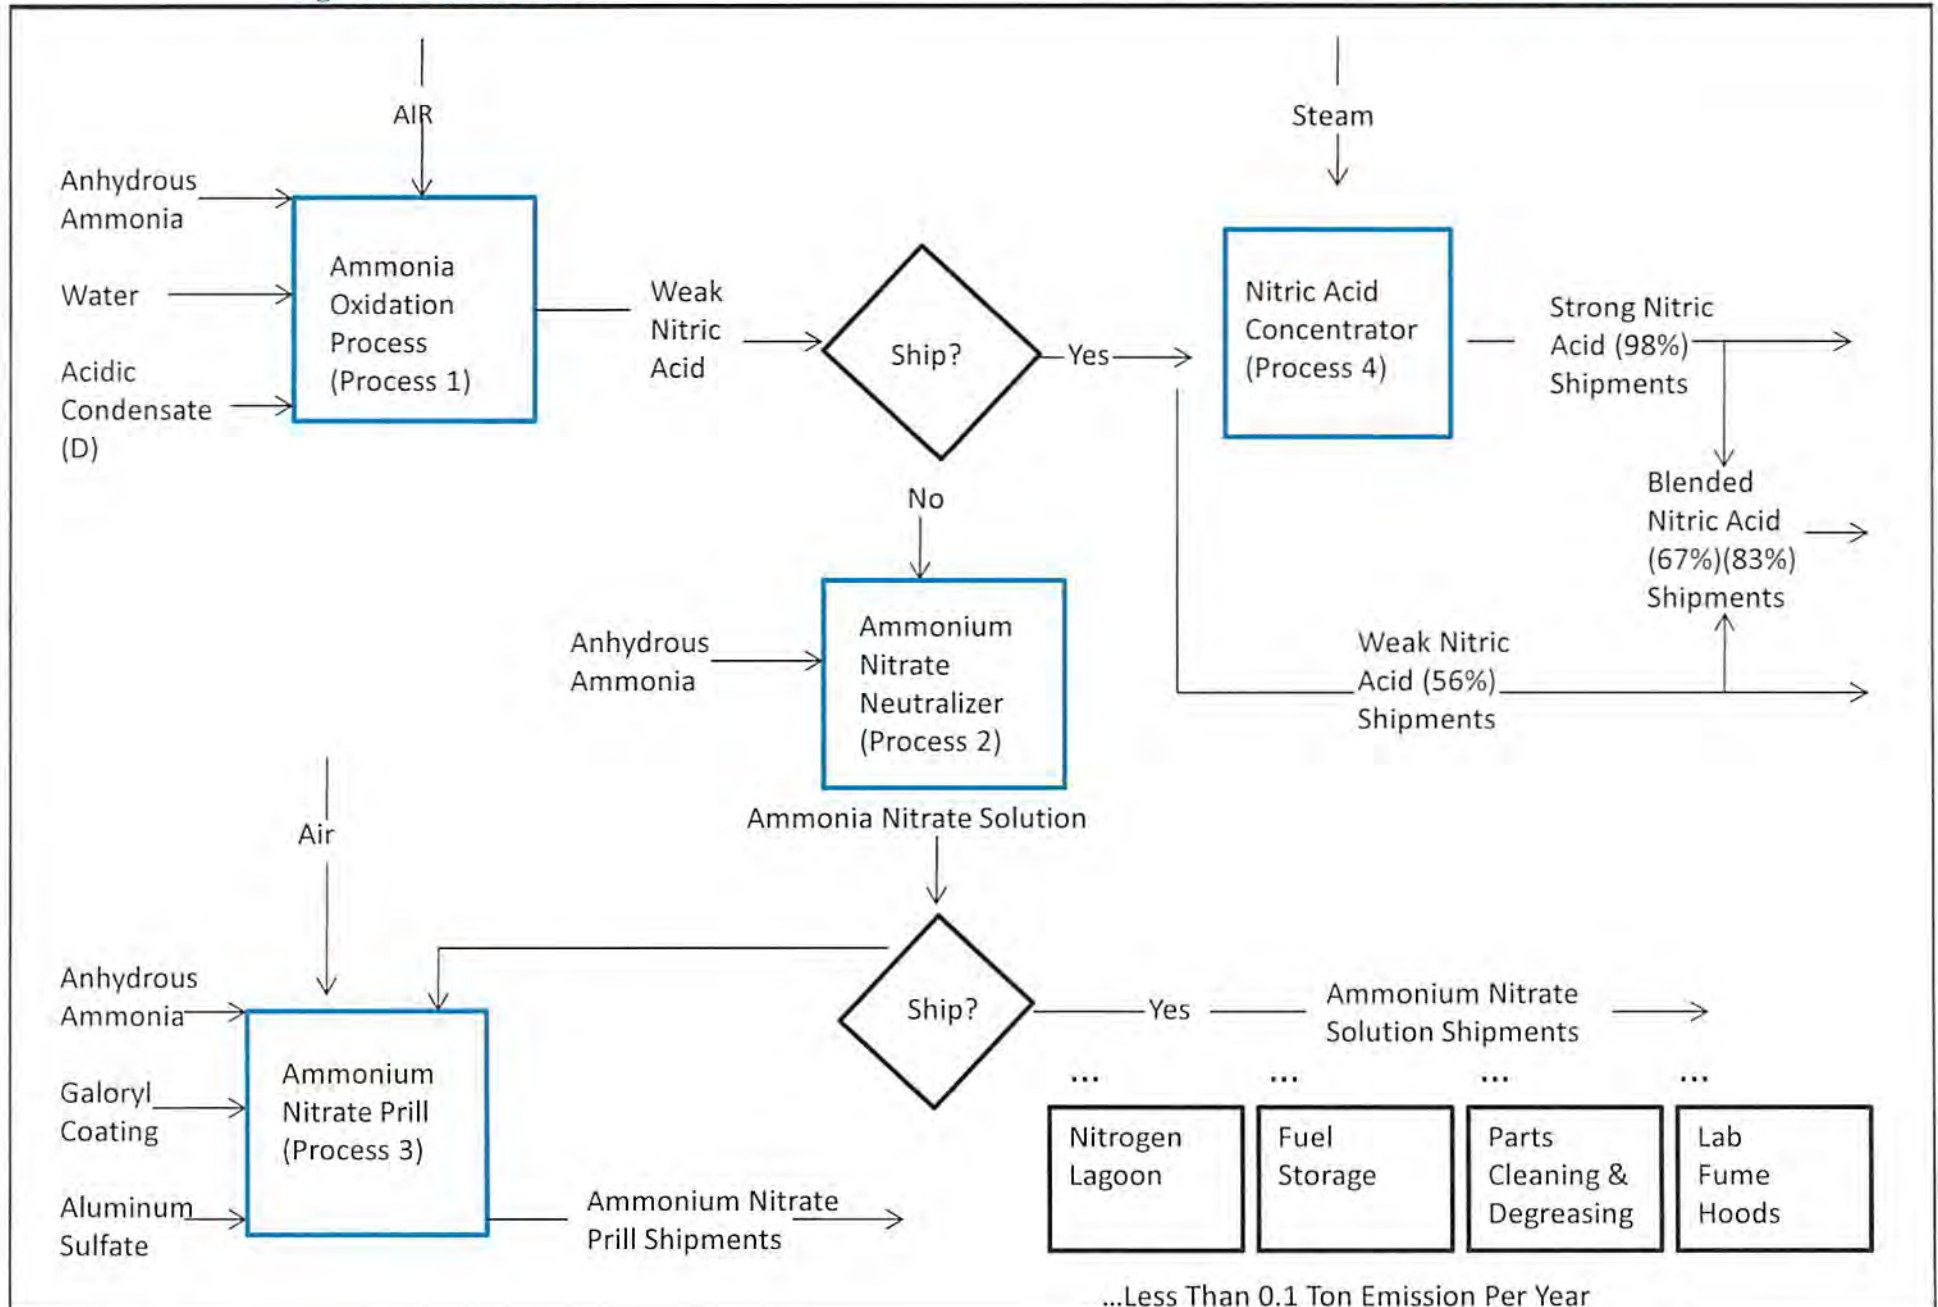 AIR
Steam
Anhydrous
Ammonia
Water
Acidic
Condensate
(D)
Ammonia
Oxidation
Process
(Process 1)
Weak
Nitric
Acid
Ship?
Yes
Nitric Acid
Concentrator
(Process 4)
Strong Nitric
Acid (98%)
Shipments
Blended
Nitric Acid
(67%)(83%)
Shipments
No
Anhydrous
Ammonia
Ammonium
Nitrate
Neutralizer
(Process 2)
Weak Nitric
Acid (56%)
Shipments
Ammonia Nitrate Solution
Air
Anhydrous
Ammonia
Galoryl
Coating
Aluminum
Sulfate
Ammonium
Nitrate Prill
(Process 3)
Ammonium Nitrate
Prill Shipments
Ship?
Yes
Ammonium Nitrate
Solution Shipments
... ... ... ...
Nitrogen
Lagoon
Fuel
Storage
Parts
Cleaning &
Degreasing
Lab
Fume
Hoods
...Less Than 0.1 Ton Emission Per Year